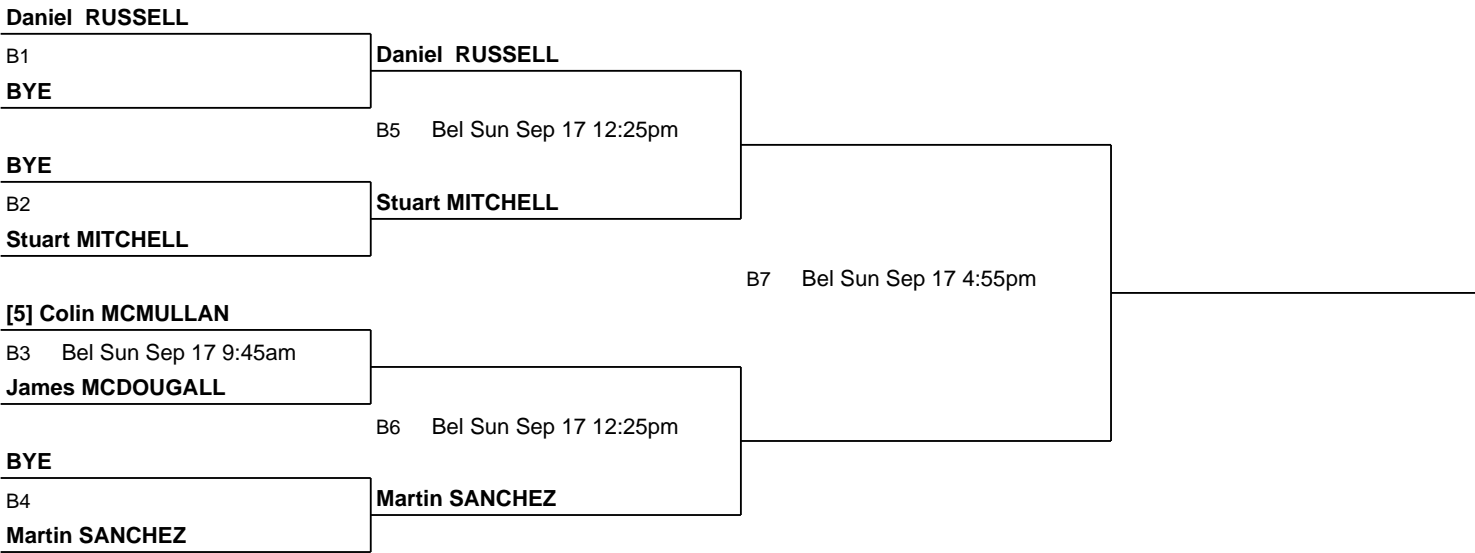 Daniel  RUSSELL
B1
Daniel  RUSSELL
BYE
B5 Bel Sun Sep 17 12:25pm
BYE
B2
Stuart MITCHELL
Stuart MITCHELL
B7 Bel Sun Sep 17 4:55pm
[5] Colin MCMULLAN
B3 Bel Sun Sep 17 9:45am
James MCDOUGALL
B6 Bel Sun Sep 17 12:25pm
BYE
B4
Martin SANCHEZ
Martin SANCHEZ